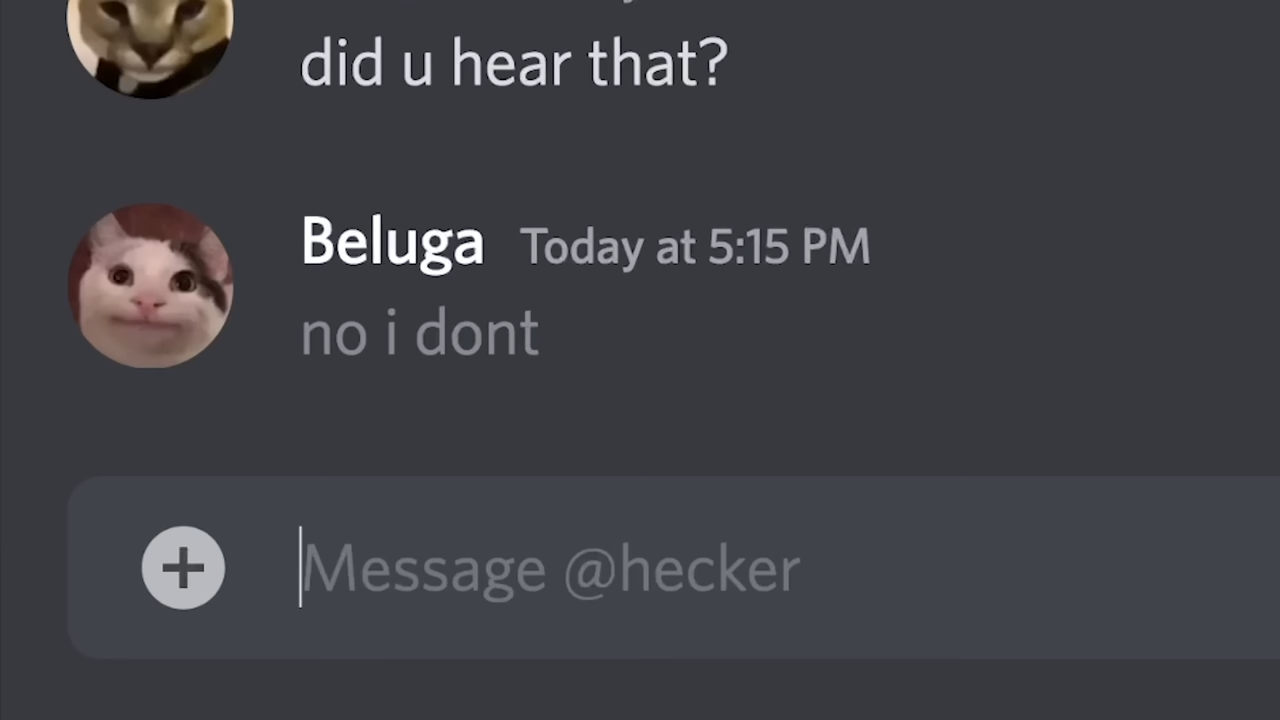 did u hear that?
Beluga Today at 5:15 PM
no i dont
Message @hecker